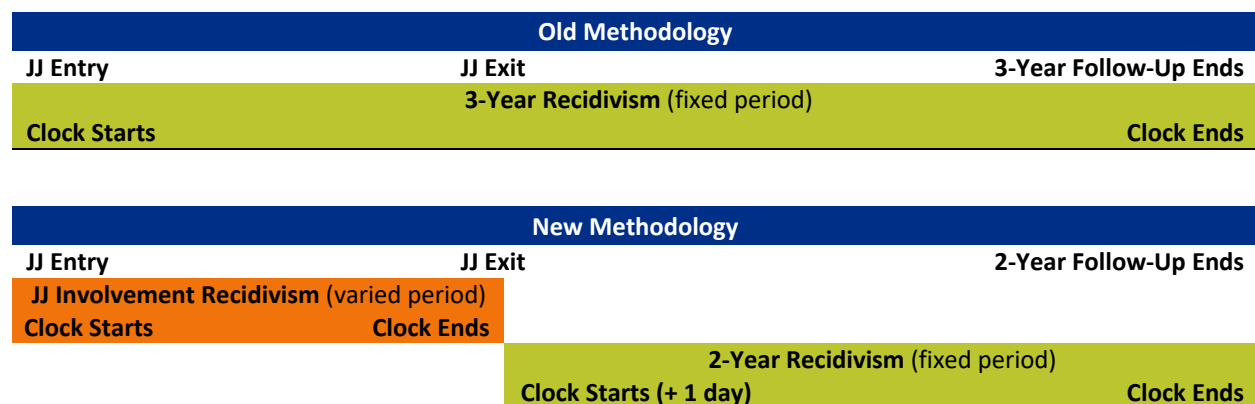 Old Methodology
JJ Entry JJ Exit 3-Year Follow-Up Ends
3-Year Recidivism (fixed period)
Clock Starts Clock Ends
New Methodology
JJ Entry JJ Exit 2-Year Follow-Up Ends
JJ Involvement Recidivism (varied period)
Clock Starts Clock Ends
2-Year Recidivism (fixed period)
Clock Starts (+ 1 day) Clock Ends